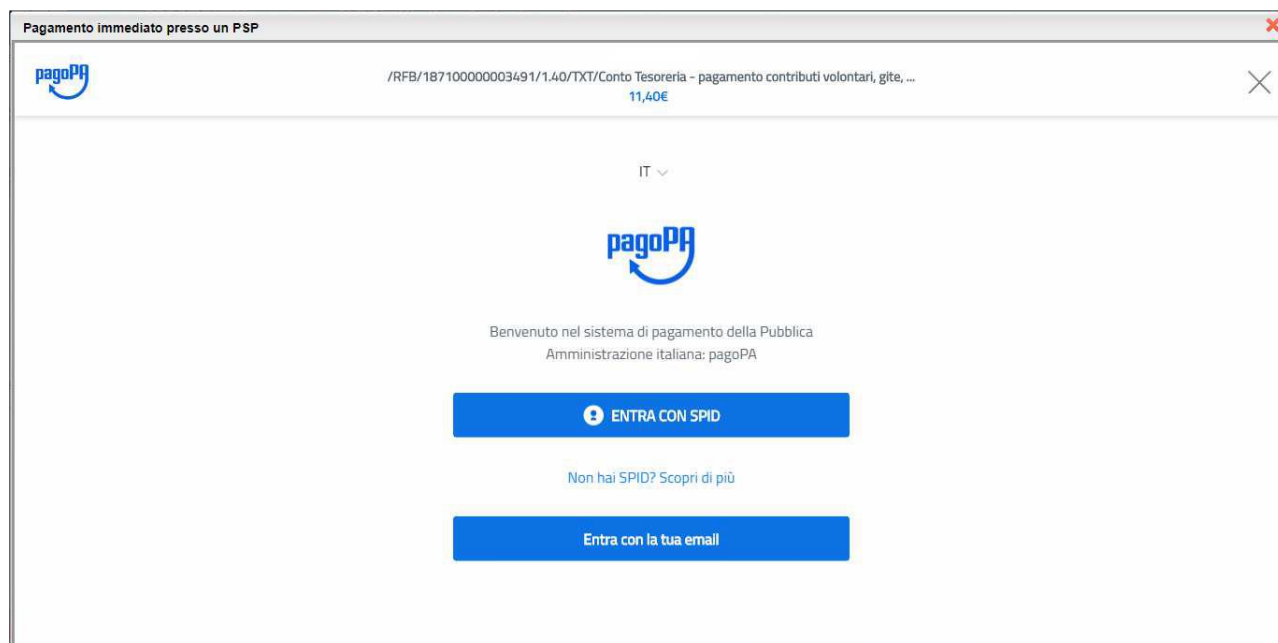 Pagamento immediato presso un PSP
pagoPA
/RFB/187100000003491/1.40/TXT/Conto Tesoreria - pagamento contributi volontari, gite, ...
11,40€
IT
pagoPA
Benvenuto nel sistema di pagamento della Pubblica
Amministrazione italiana: pagoPA
ENTRA CON SPID
Non hai SPID? Scopri di più
Entra con la tua email